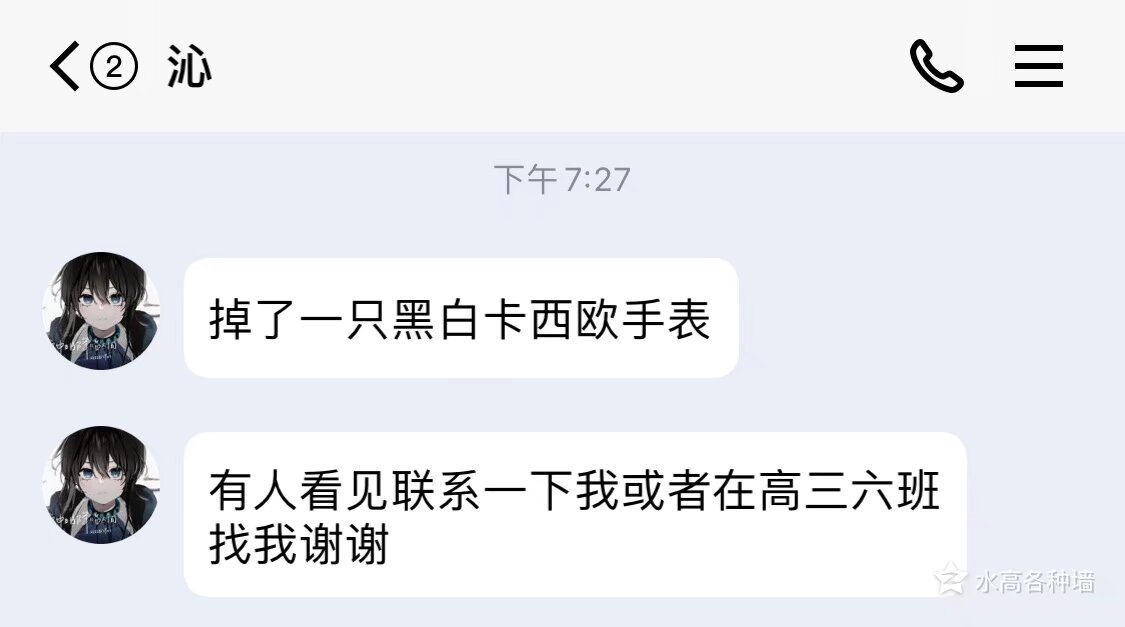 2 沁
下午 7:27
掉了一只黑白卡西欧手表
有人看见联系一下我或者在高三六班
找我谢谢
水高各种墙